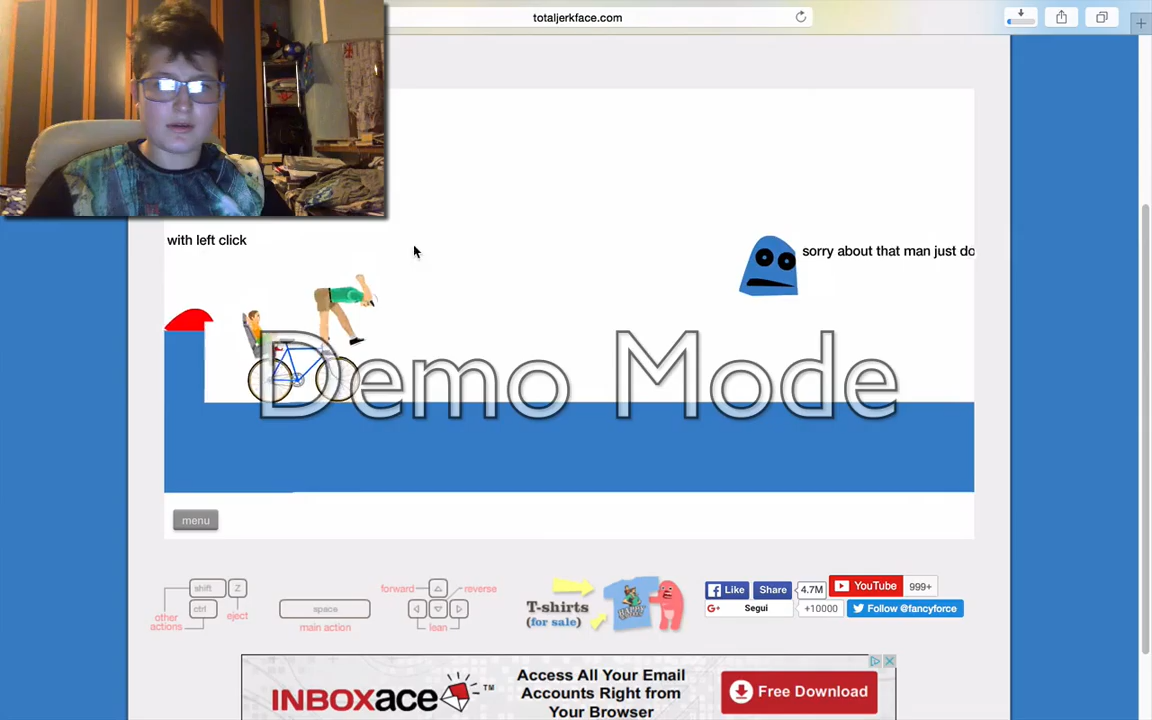 totaljerkface.com
with left click
sorry about that man just do
Demo Mode
menu
shift
Z
ctrl
other actions
eject
space
main action
forward
reverse
lean
T-shirts
(for sale)
Like
Share
4.7M
YouTube
999+
Segui
+10000
Follow @fancyforce
INBOXACE™
Access All Your Email
Accounts Right from
Your Browser
Free Download